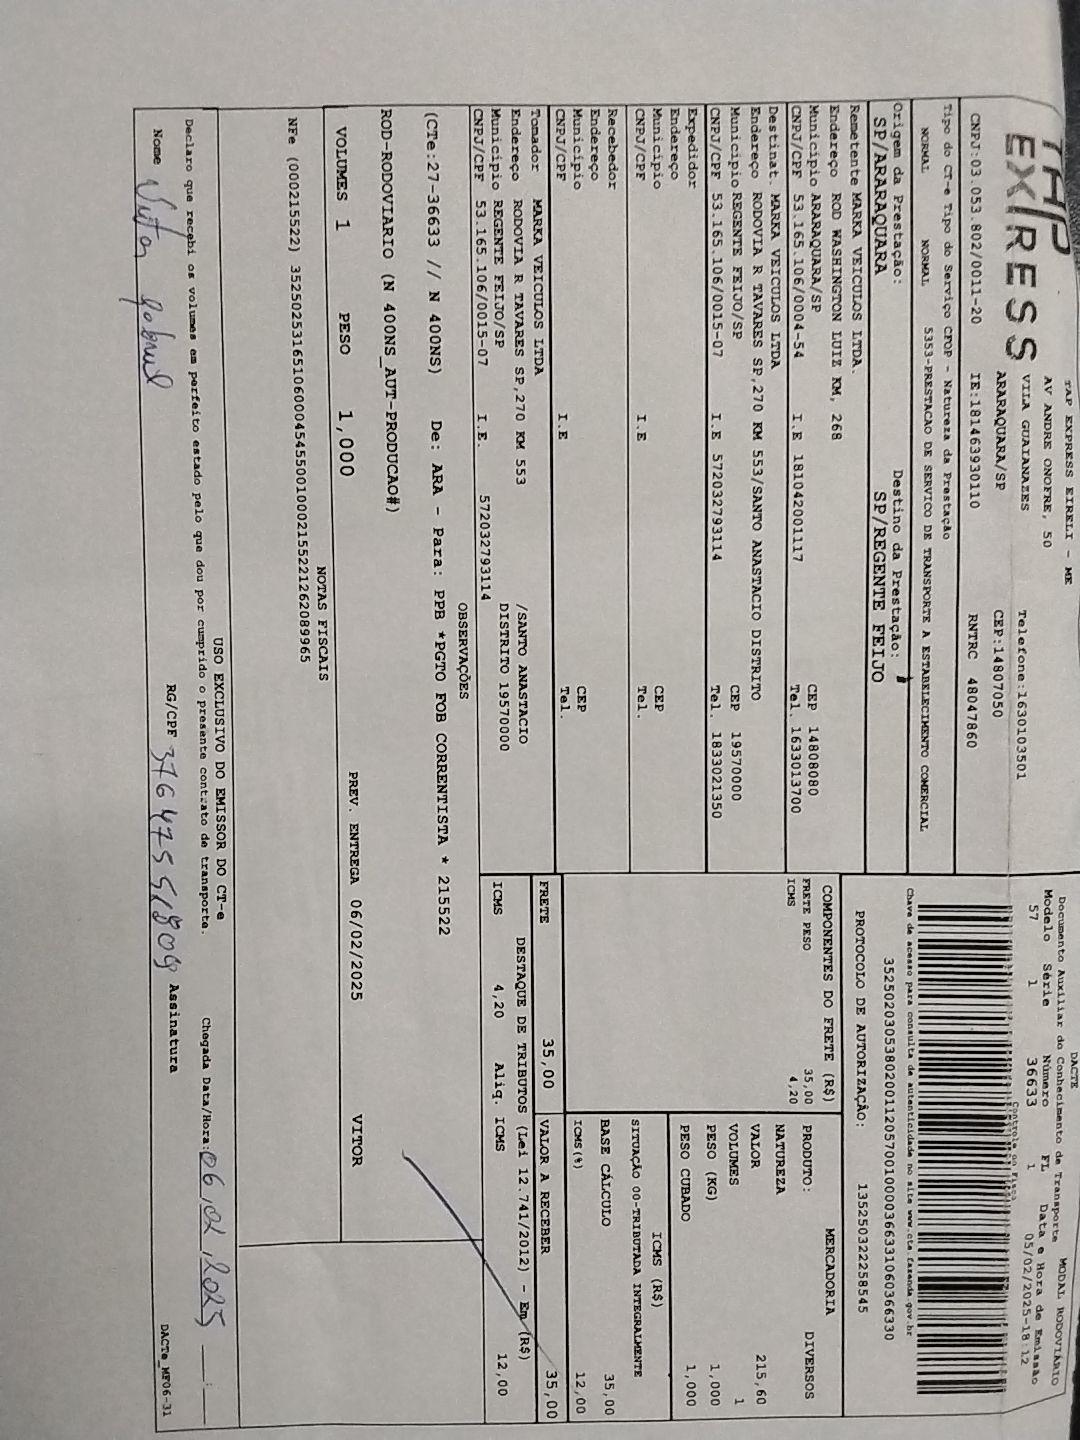 TAP EXPRESS
TAP EXPRESS EIRELI - ME
AV ANDRE ONOFRE, 50
VILA GUAIANAZES
ARARAQUARA/SP
Telefone:1630103501
CEP:14807050
CNPJ:03.053.802/0011-20 IE:181463930110 RNTRC 48047860
DACTE
Documento Auxiliar do Conhecimento de Transporte MODAL RODOVIÁRIO
Modelo Série Número FL Data e Hora de Emissão
57 1 36633 1 05/02/2025-18:12
Controle do Fisco
Tipo do CT-e Tipo do Serviço CFOP - Natureza da Prestação
NORMAL NORMAL 5353-PRESTACAO DE SERVICO DE TRANSPORTE A ESTABELECIMENTO COMERCIAL
Chave de acesso para consulta de autenticidade no site www.cte.fazenda.gov.br
35250203053802001120570010000366331060366330
Origem da Prestação: Destino da Prestação:
SP/ARARAQUARA SP/REGENTE FEIJO
PROTOCOLO DE AUTORIZAÇÃO: 135250322258545
Remetente MARKA VEICULOS LTDA.
Endereço ROD WASHINGTON LUIZ KM, 268
Município ARARAQUARA/SP CEP 14808080
CNPJ/CPF 53.165.106/0004-54 I.E 181042001117 Tel. 1633013700
Destinat. MARKA VEICULOS LTDA
Endereço RODOVIA R TAVARES SP,270 KM 553/SANTO ANASTACIO DISTRITO
Município REGENTE FEIJO/SP CEP 19570000
CNPJ/CPF 53.165.106/0015-07 I.E 572032793114 Tel. 1833021350
Expedidor
Endereço
Município CEP
CNPJ/CPF I.E Tel.
Recebedor
Endereço
Município CEP
CNPJ/CPF I.E Tel.
Tomador MARKA VEICULOS LTDA
Endereço RODOVIA R TAVARES SP,270 KM 553 /SANTO ANASTACIO
Município REGENTE FEIJO/SP DISTRITO 19570000
CNPJ/CPF 53.165.106/0015-07 I.E. 572032793114
COMPONENTES DO FRETE (R$)
FRETE PESO 35,00
ICMS 4,20
MERCADORIA
PRODUTO: DIVERSOS
NATUREZA
VALOR 215,60
VOLUMES 1
PESO (KG) 1,000
PESO CUBADO 1,000
ICMS (R$)
SITUAÇÃO 00-TRIBUTADA INTEGRALMENTE
BASE CÁLCULO 35,00
ICMS(%) 12,00
FRETE 35,00 VALOR A RECEBER 35,00
DESTAQUE DE TRIBUTOS (Lei 12.741/2012) - Em (R$)
ICMS 4,20 Aliq. ICMS 12,00
OBSERVAÇÕES
(CTe:27-36633 // N 400NS) De: ARA - Para: PPB *PGTO FOB CORRENTISTA * 215522
ROD-RODOVIARIO (N 400NS_AUT-PRODUCAO#)
VOLUMES 1 PESO 1,000 PREV. ENTREGA 06/02/2025 VITOR
NOTAS FISCAIS
NFe (000215522) 35250253165106000454550010002155221262089965
USO EXCLUSIVO DO EMISSOR DO CT-e
Declaro que recebi os volumes em perfeito estado pelo que dou por cumprido o presente contrato de transporte. Chegada Data/Hora: 06,02,2025 ____:____
Nome Vitor Gabriel RG/CPF 37647551809 Assinatura
DACTe_MF06-31